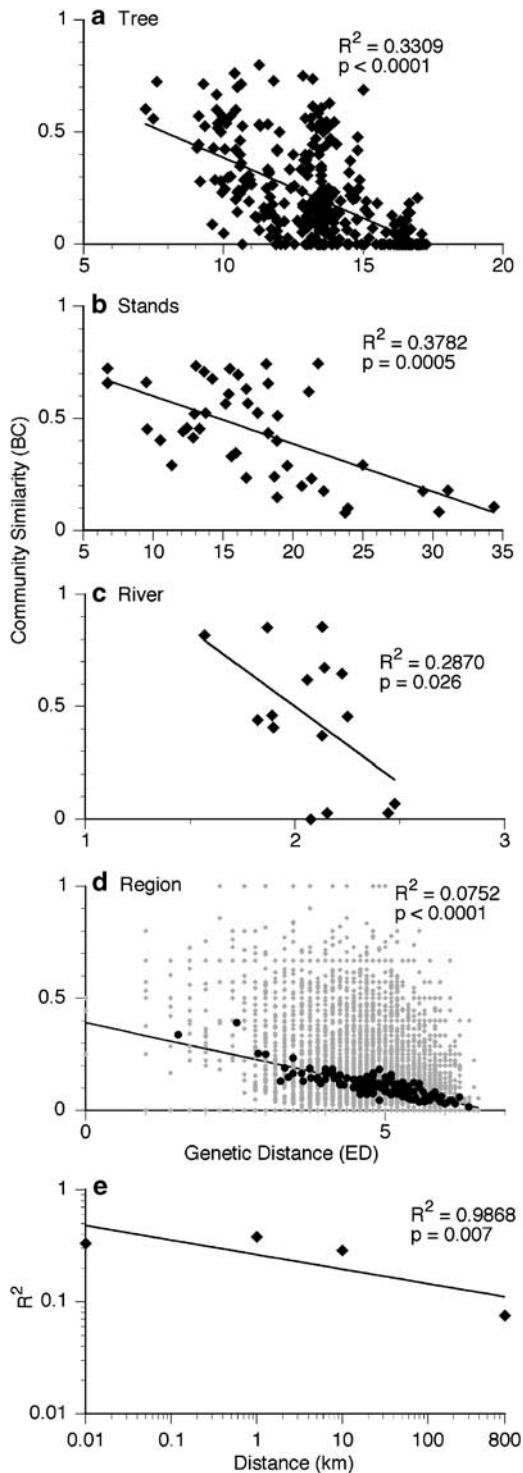 a Tree
R² = 0.3309
p < 0.0001
1
0.5
0
5 10 15 20
b Stands
R² = 0.3782
p = 0.0005
1
0.5
0
5 10 15 20 25 30 35
Community Similarity (BC)
c River
R² = 0.2870
p = 0.026
1
0.5
0
1 2 3
d Region
R² = 0.0752
p < 0.0001
1
0.5
0
0 5
Genetic Distance (ED)
e
R² = 0.9868
p = 0.007
1
0.1
0.01
R²
0.01 0.1 1 10 100 800
Distance (km)